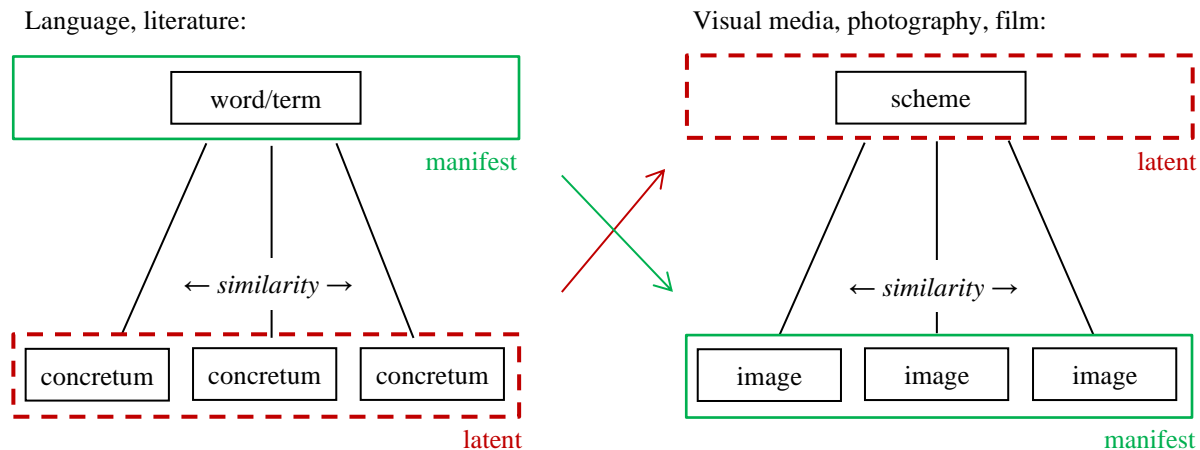 Language, literature:
word/term
manifest
← similarity →
concretum concretum concretum
latent
Visual media, photography, film:
scheme
latent
← similarity →
image image image
manifest